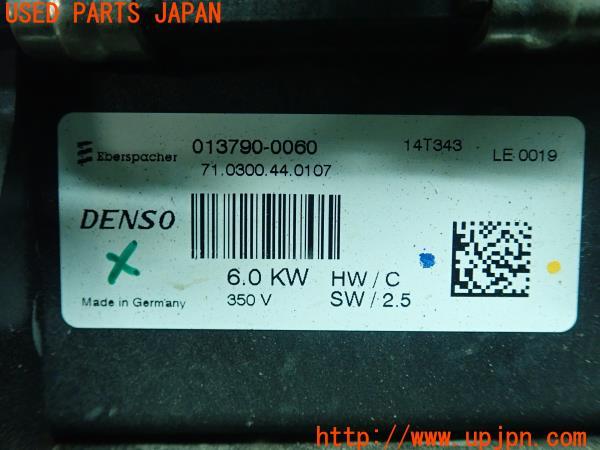 USED PARTS JAPAN
Eberspächer 013790-0060 14T343 LE 0019
71.0300.44.0107
DENSO
6.0 KW HW / C
Made in Germany 350 V SW / 2.5
https://www.upjpn.com